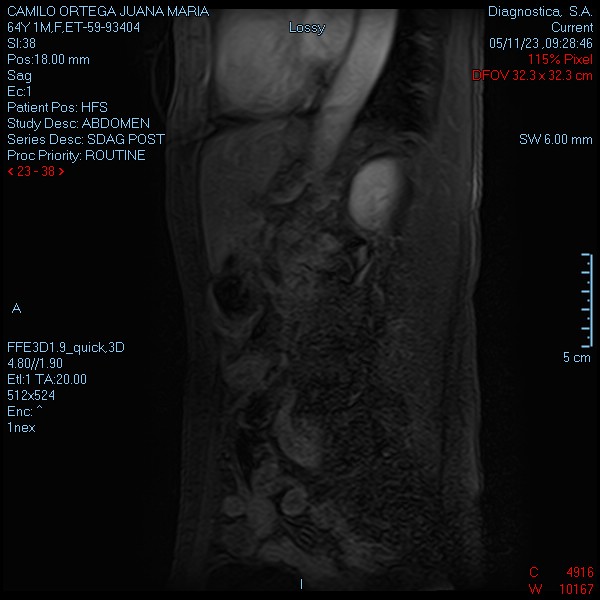 CAMILO ORTEGA JUANA MARIA
64Y 1M,F,ET-59-93404
Sl:38
Pos:18.00 mm
Sag
Ec:1
Patient Pos: HFS
Study Desc: ABDOMEN
Series Desc: SDAG POST
Proc Priority: ROUTINE
< 23 - 38 >
Lossy
Diagnostica, S.A.
Current
05/11/23 ,09:28:46
115% Pixel
DFOV 32.3 x 32.3 cm
SW 6.00 mm
A
5 cm
FFE3D1.9_quick,3D
4.80//1.90
Etl:1 TA:20.00
512x524
Enc: ^
1nex
I
C 4916
W 10167